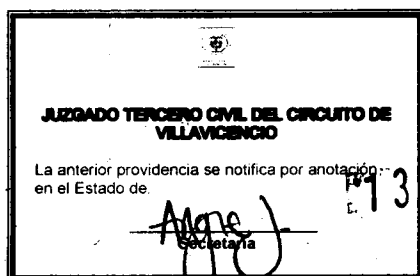 JUZGADO TERCERO CIVIL DEL CIRCUITO DE
VILLAVICENCIO
La anterior providencia se notifica por anotación
en el Estado de
13
Secretaria